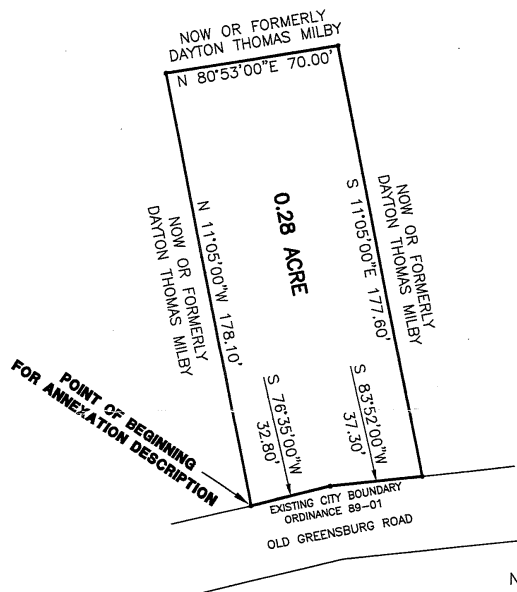 NOW OR FORMERLY
DAYTON THOMAS MILBY
N 80°53'00"E 70.00'
NOW OR FORMERLY
DAYTON THOMAS MILBY
N 11°05'00"W 178.10'
0.28 ACRE
S 11°05'00"E 177.60'
NOW OR FORMERLY
DAYTON THOMAS MILBY
POINT OF BEGINNING
FOR ANNEXATION DESCRIPTION
S 76°35'00"W
32.80'
S 83°52'00"W
37.30'
EXISTING CITY BOUNDARY
ORDINANCE 89-01
OLD GREENSBURG ROAD
N